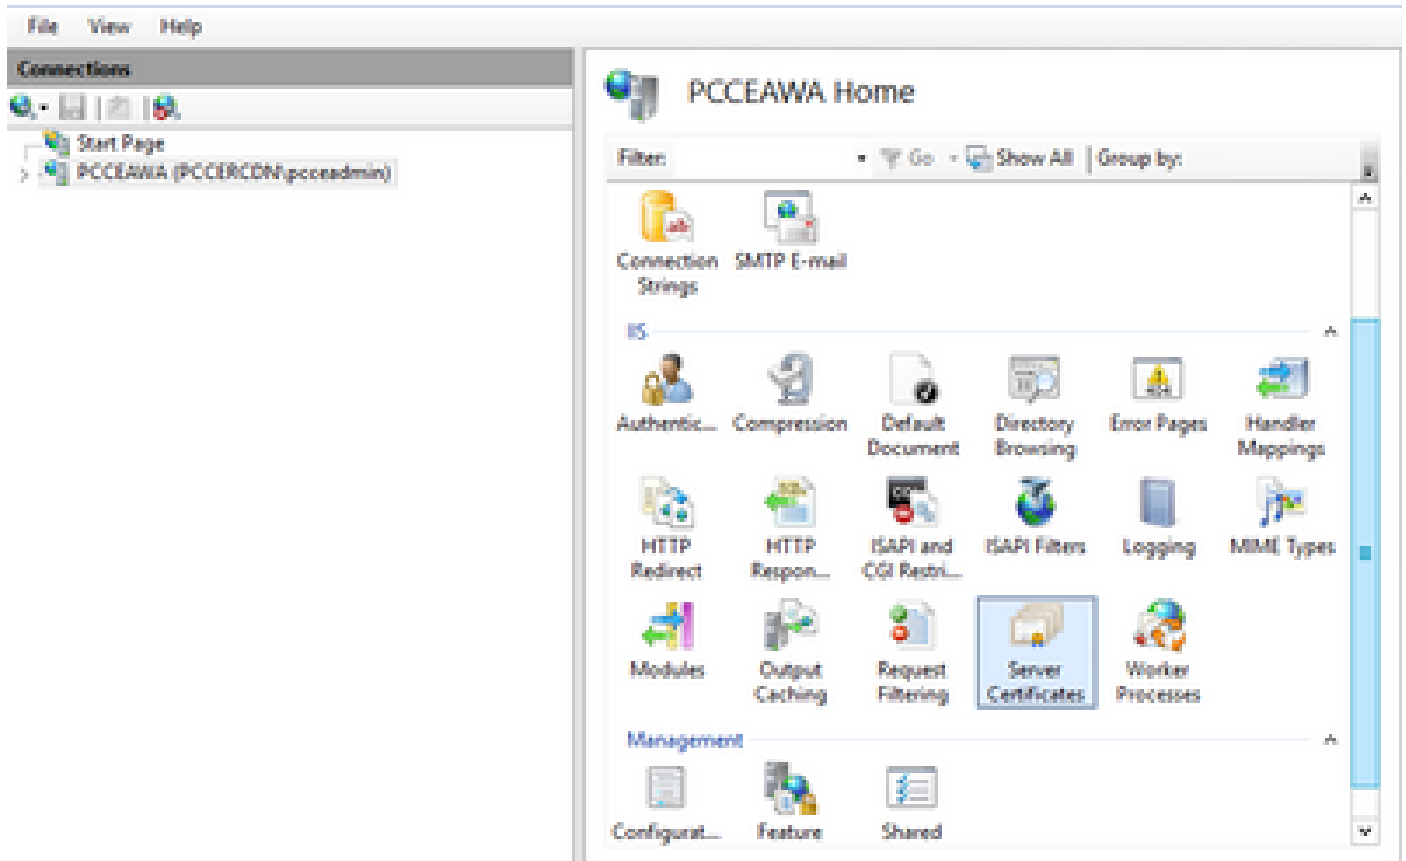 File View Help
Connections
Start Page
PCCEAWA (PCCERCDN\pcceadmin)
PCCEAWA Home
Filter: Go Show All Group by:
Connection Strings
SMTP E-mail
IIS
Authentic...
Compression
Default Document
Directory Browsing
Error Pages
Handler Mappings
HTTP Redirect
HTTP Respon...
ISAPI and CGI Restri...
ISAPI Filters
Logging
MIME Types
Modules
Output Caching
Request Filtering
Server Certificates
Worker Processes
Management
Configurat...
Feature
Shared